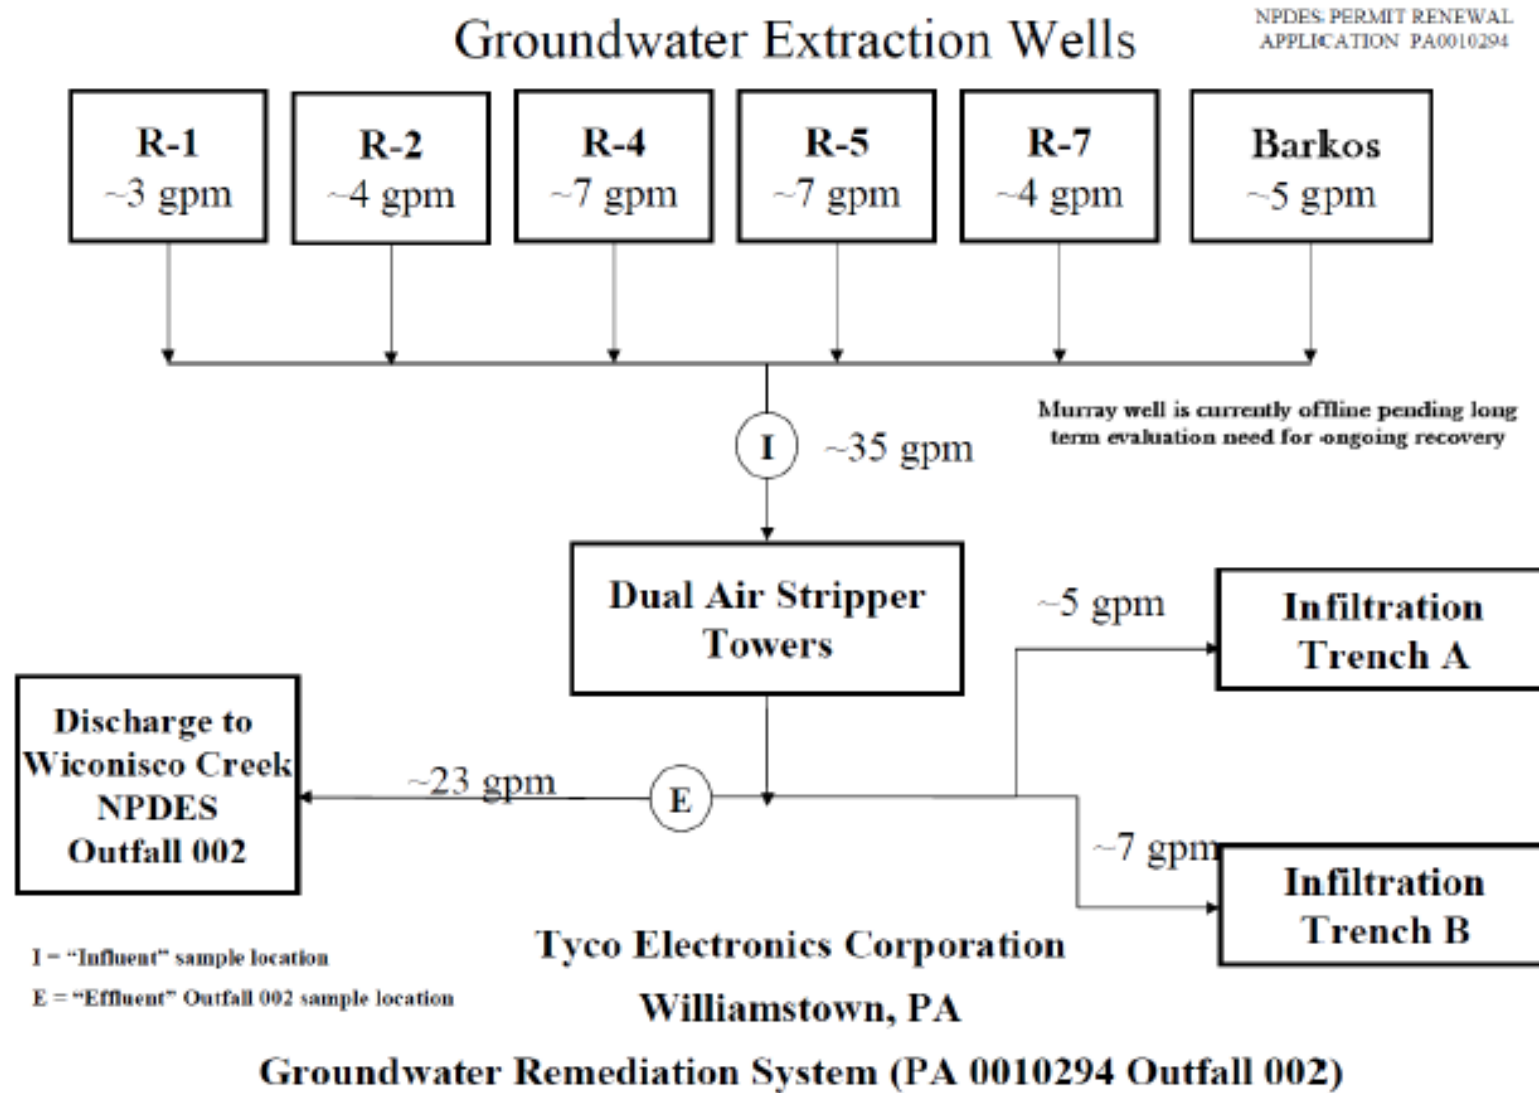 Groundwater Extraction Wells
NPDES PERMIT RENEWAL
APPLICATION PA0010294
R-1
~3 gpm
R-2
~4 gpm
R-4
~7 gpm
R-5
~7 gpm
R-7
~4 gpm
Barkos
~5 gpm
Murray well is currently offline pending long
term evaluation need for ongoing recovery
I
~35 gpm
Dual Air Stripper
Towers
~5 gpm
Infiltration
Trench A
Discharge to
Wiconisco Creek
NPDES
Outfall 002
~23 gpm
E
~7 gpm
Infiltration
Trench B
I = “Influent” sample location
E = “Effluent” Outfall 002 sample location
Tyco Electronics Corporation
Williamstown, PA
Groundwater Remediation System (PA 0010294 Outfall 002)